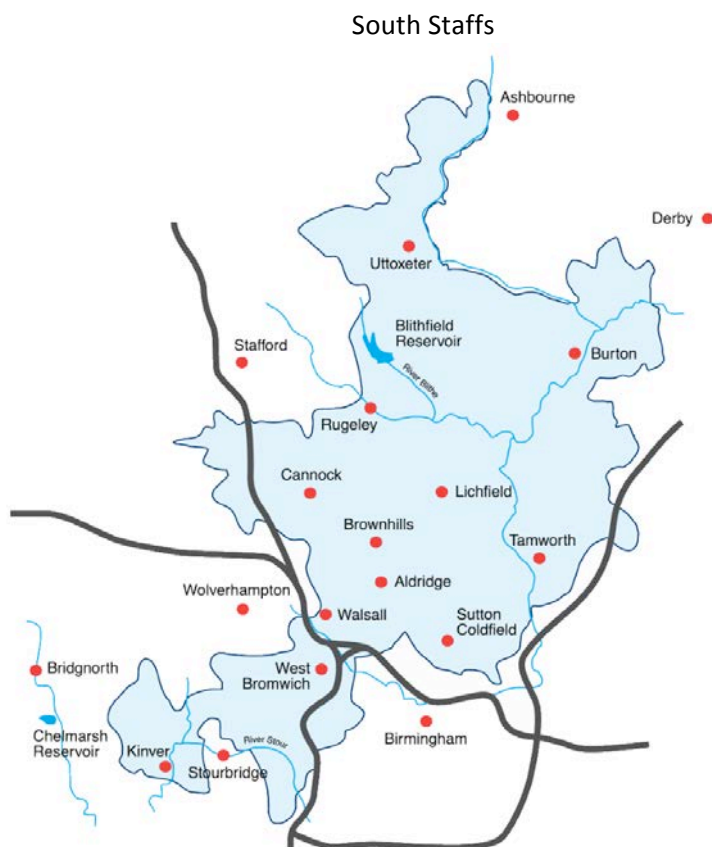 South Staffs
Ashbourne
Derby
Uttoxeter
Blithfield
Reservoir
Stafford
Burton
River Blithe
Rugeley
Cannock
Lichfield
Brownhills
Tamworth
Aldridge
Wolverhampton
Walsall
Sutton
Coldfield
Bridgnorth
West
Bromwich
Chelmarsh
Reservoir
Birmingham
River Stour
Kinver
Stourbridge